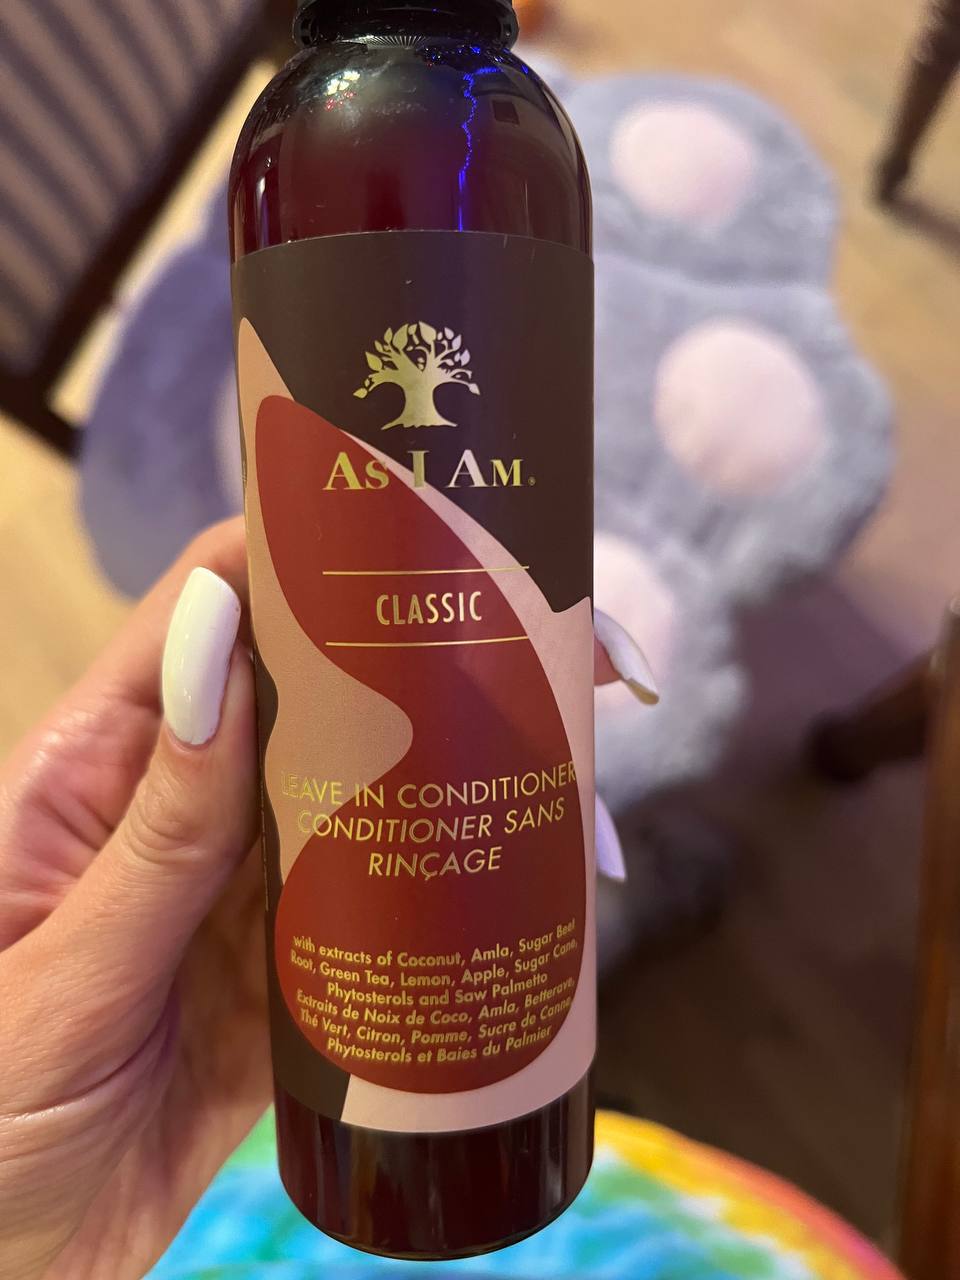 As I Am®
CLASSIC
LEAVE IN CONDITIONER
CONDITIONER SANS
RINÇAGE
with extracts of Coconut, Amla, Sugar Beet
Root, Green Tea, Lemon, Apple, Sugar Cane,
Phytosterols and Saw Palmetto
Extraits de Noix de Coco, Amla, Betterave,
Thé Vert, Citron, Pomme, Sucre de Canne,
Phytosterols et Baies du Palmier